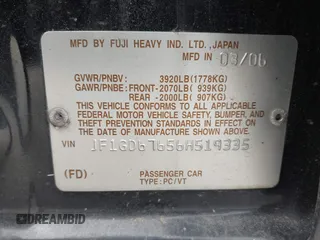 MFD BY FUJI HEAVY IND. LTD., JAPAN
MFD IN 03/06
GVWR/PNBV: 3920LB(1778KG)
GAWR/PNBE: FRONT-2070LB( 939KG)
REAR -2000LB( 907KG)
THIS VEHICLE CONFORMS TO ALL APPLICABLE
FEDERAL MOTOR VEHICLE SAFETY, BUMPER, AND
THEFT PREVENTION STANDARDS IN EFFECT ON
THE DATE OF MANUFACTURE SHOWN ABOVE.
VIN JF1GD67656H519335
(FD) PASSENGER CAR
TYPE:PC/VT
DREAMBID